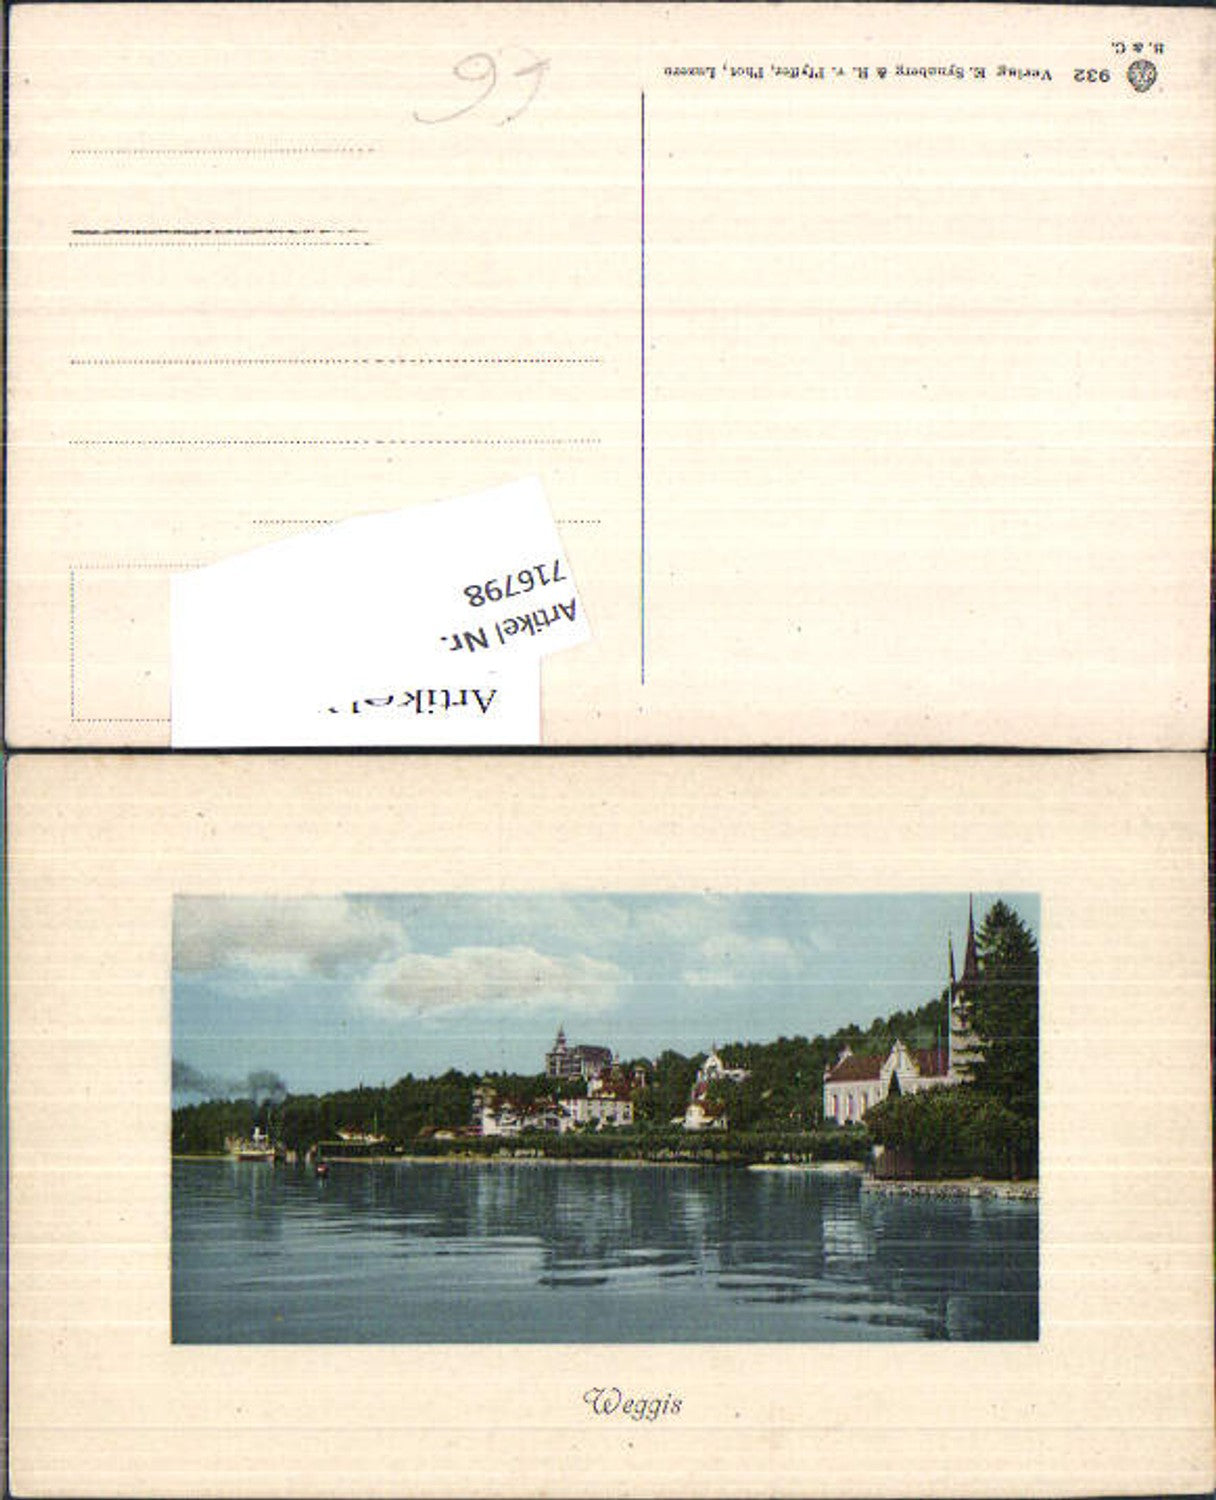 B. & C.
932 Verlag E. Synnberg & R. v. Pfyffer, Phot., Luzern
Artikel Nr.
716798
Weggis